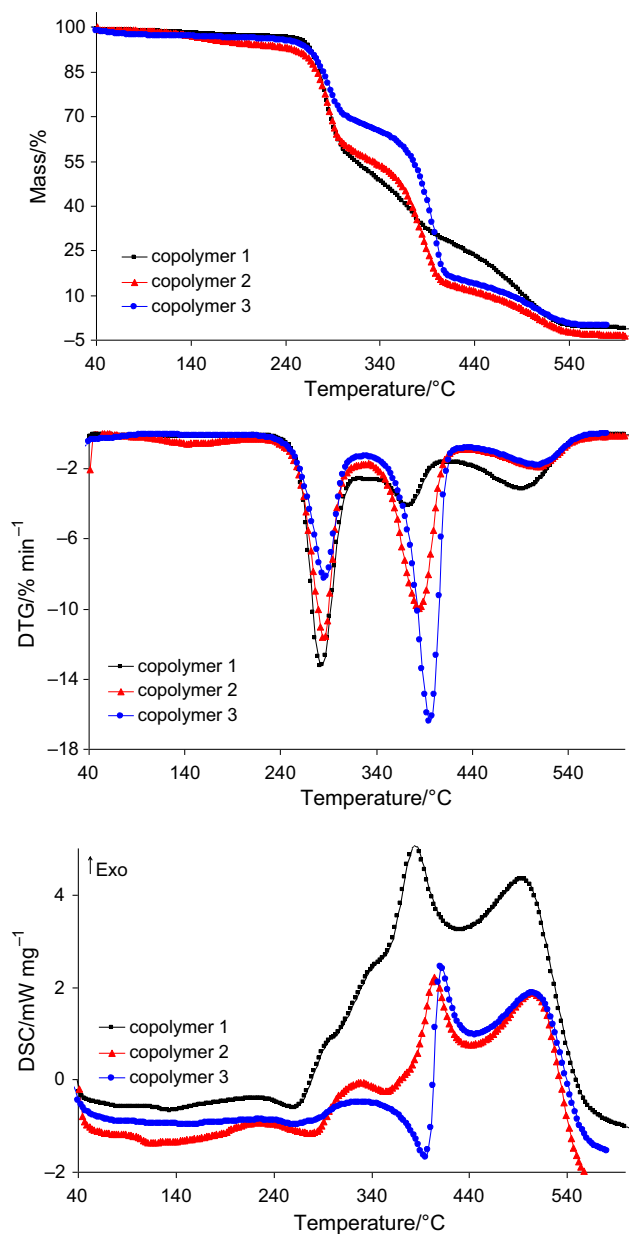 100
85
70
55
40
25
10
–5
Mass/%
copolymer 1
copolymer 2
copolymer 3
40 140 240 340 440 540
Temperature/°C
–2
–6
–10
–14
–18
DTG/% min⁻¹
copolymer 1
copolymer 2
copolymer 3
40 140 240 340 440 540
Temperature/°C
↑Exo
4
2
0
–2
DSC/mW mg⁻¹
copolymer 1
copolymer 2
copolymer 3
40 140 240 340 440 540
Temperature/°C